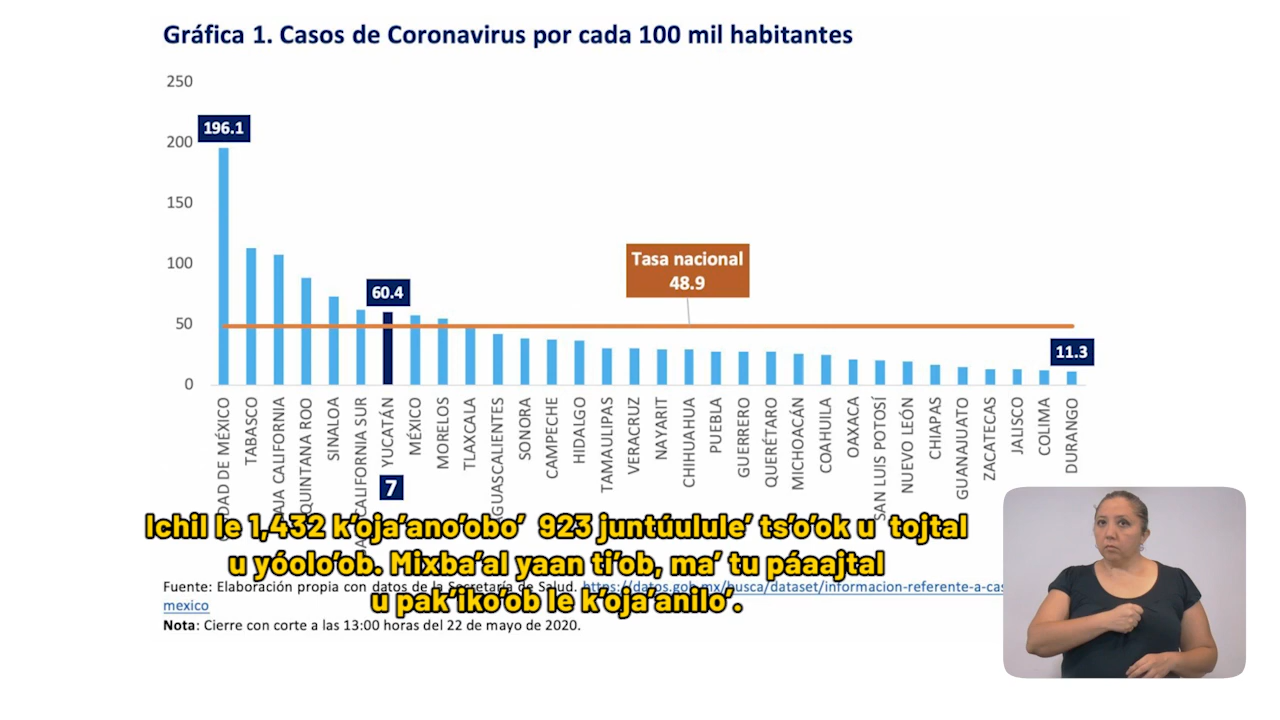 Gráfica 1. Casos de Coronavirus por cada 100 mil habitantes
250
200
150
100
50
0
196.1
60.4
Tasa nacional
48.9
11.3
DAD DE MÉXICO
TABASCO
AJA CALIFORNIA
QUINTANA ROO
SINALOA
CALIFORNIA SUR
YUCATÁN
MÉXICO
MORELOS
TLAXCALA
GUASCALIENTES
SONORA
CAMPECHE
HIDALGO
TAMAULIPAS
VERACRUZ
NAYARIT
CHIHUAHUA
PUEBLA
GUERRERO
QUERÉTARO
MICHOACÁN
COAHUILA
OAXACA
SAN LUIS POTOSÍ
NUEVO LEÓN
CHIAPAS
GUANAJUATO
ZACATECAS
JALISCO
COLIMA
DURANGO
7
Ichil le 1,432 k'oja'ano'obo' 923 juntúulule' ts'o'ok u tojtal
u yóolo'ob. Mixba'al yaan ti'ob, ma' tu páaajtal
u pak'iko'ob le k'oja'anilo'.
Fuente: Elaboración propia con datos de la Secretaría de Salud. https://datos.gob.mx/busca/dataset/informacion-referente-a-cas
mexico
Nota: Cierre con corte a las 13:00 horas del 22 de mayo de 2020.